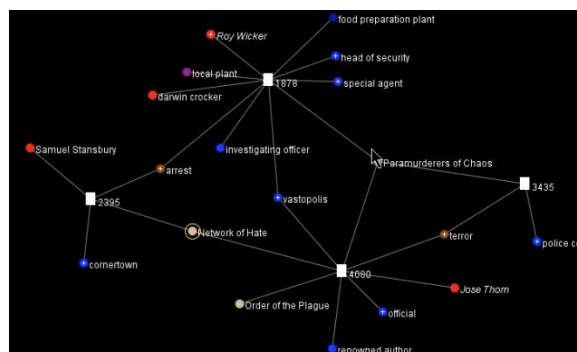 food preparation plant
Roy Wicker
head of security
local plant
1878
special agent
darwin crocker
Samuel Stansbury
investigating officer
Paramurderers of Chaos
arrest
3435
2395
vastopolis
Network of Hate
terror
police c
cornertown
4080
Jose Thorn
Order of the Plague
official
renowned author